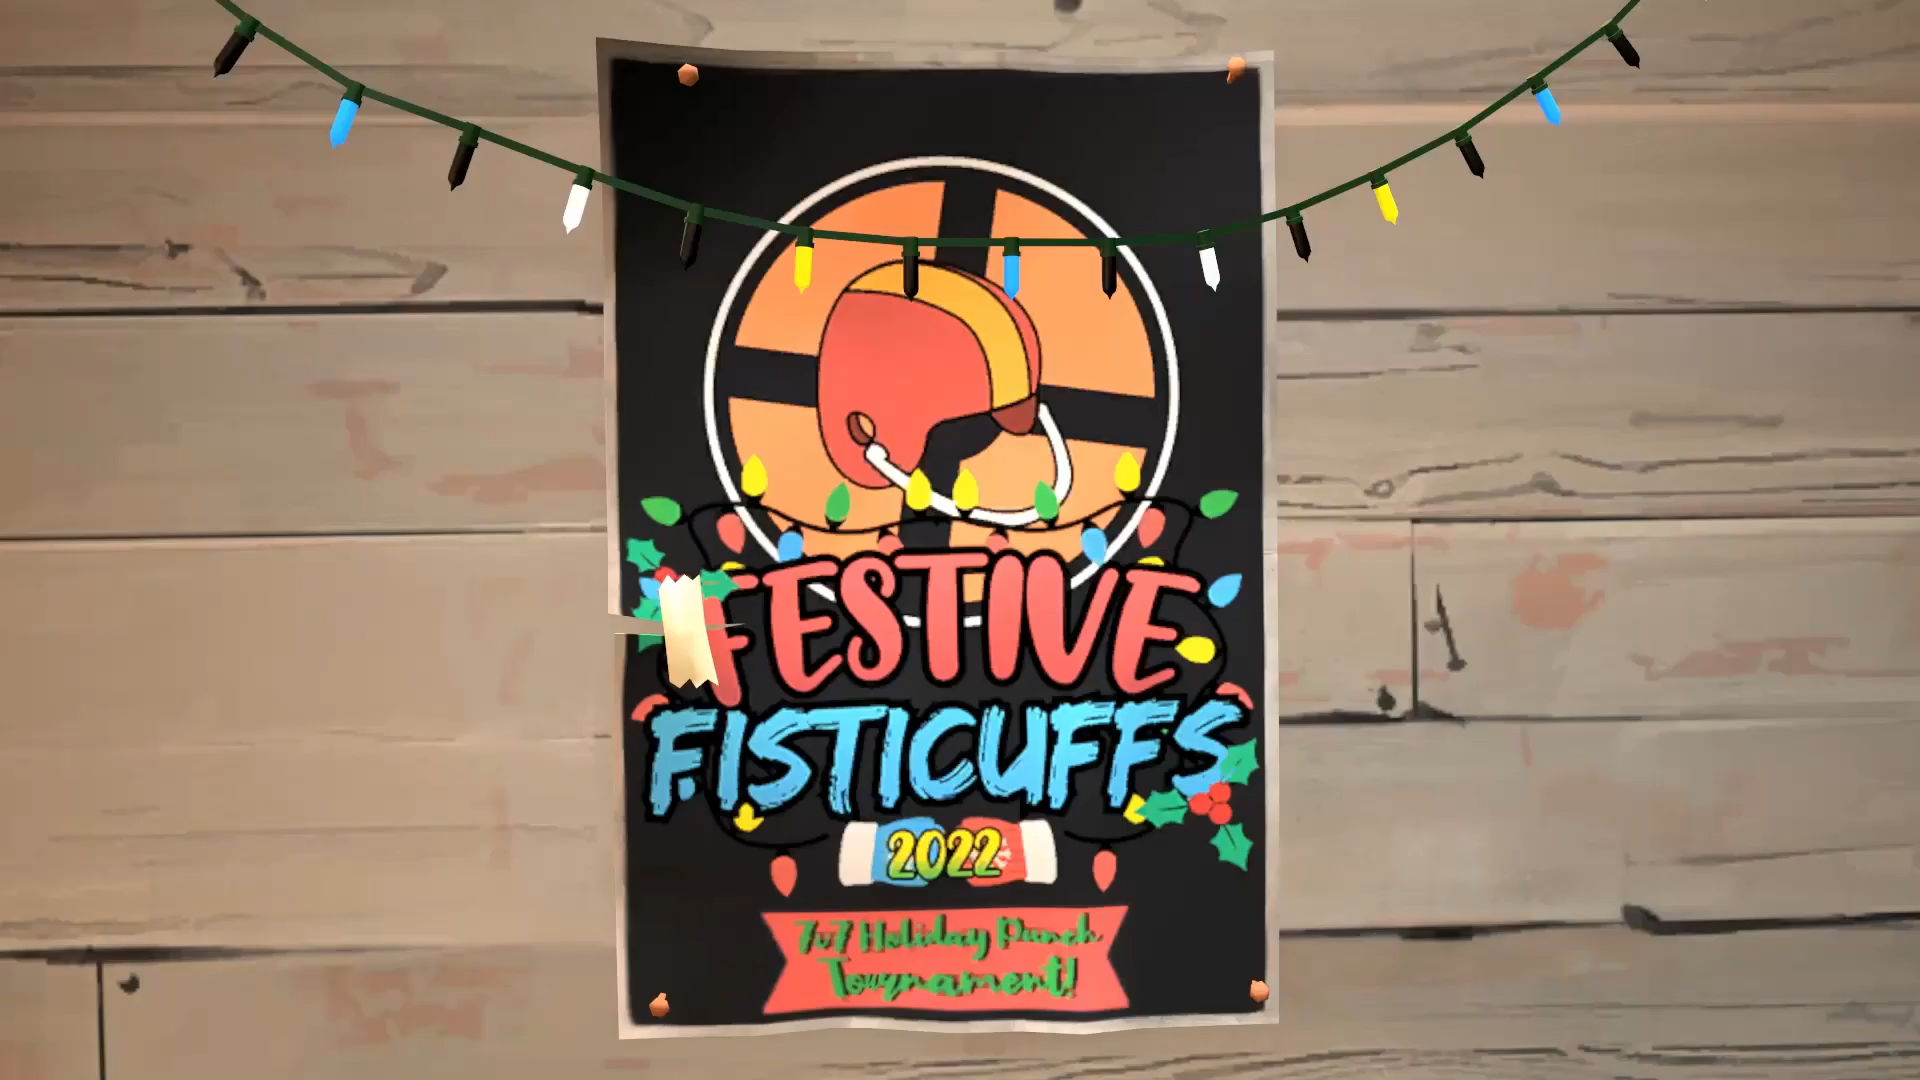 FESTIVE
FISTICUFFS
2022
7v7 Holiday Punch
Tournament!